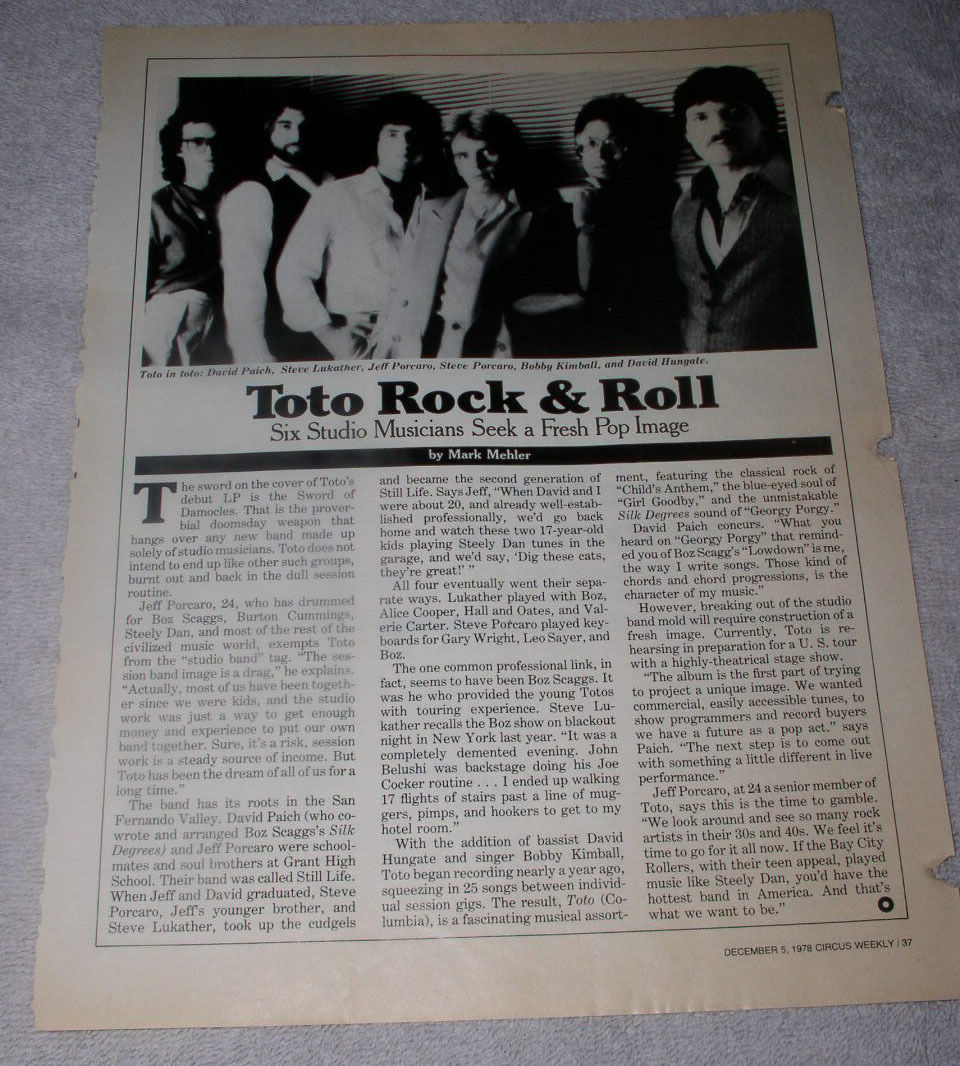 Toto in toto: David Paich, Steve Lukather, Jeff Porcaro, Steve Porcaro, Bobby Kimball, and David Hungate.
Toto Rock & Roll
Six Studio Musicians Seek a Fresh Pop Image
by Mark Mehler
The sword on the cover of Toto's
debut LP is the Sword of
Damocles. That is the prover-
bial doomsday weapon that
hangs over any new band made up
solely of studio musicians. Toto does not
intend to end up like other such groups,
burnt out and back in the dull session
routine.
Jeff Porcaro, 24, who has drummed
for Boz Scaggs, Burton Cummings,
Steely Dan, and most of the rest of the
civilized music world, exempts Toto
from the "studio band" tag. "The ses-
sion band image is a drag," he explains.
"Actually, most of us have been togeth-
er since we were kids, and the studio
work was just a way to get enough
money and experience to put our own
band together. Sure, it's a risk, session
work is a steady source of income. But
Toto has been the dream of all of us for a
long time."
The band has its roots in the San
Fernando Valley. David Paich (who co-
wrote and arranged Boz Scaggs's Silk
Degrees) and Jeff Porcaro were school-
mates and soul brothers at Grant High
School. Their band was called Still Life.
When Jeff and David graduated, Steve
Porcaro, Jeff's younger brother, and
Steve Lukather, took up the cudgels
and became the second generation of
Still Life. Says Jeff, "When David and I
were about 20, and already well-estab-
lished professionally, we'd go back
home and watch these two 17-year-old
kids playing Steely Dan tunes in the
garage, and we'd say, 'Dig these cats,
they're great!' "
All four eventually went their sepa-
rate ways. Lukather played with Boz,
Alice Cooper, Hall and Oates, and Val-
erie Carter. Steve Porcaro played key-
boards for Gary Wright, Leo Sayer, and
Boz.
The one common professional link, in
fact, seems to have been Boz Scaggs. It
was he who provided the young Totos
with touring experience. Steve Lu-
kather recalls the Boz show on blackout
night in New York last year. "It was a
completely demented evening. John
Belushi was backstage doing his Joe
Cocker routine . . . I ended up walking
17 flights of stairs past a line of mug-
gers, pimps, and hookers to get to my
hotel room."
With the addition of bassist David
Hungate and singer Bobby Kimball,
Toto began recording nearly a year ago,
squeezing in 25 songs between individ-
ual session gigs. The result, Toto (Co-
lumbia), is a fascinating musical assort-
ment, featuring the classical rock of
"Child's Anthem," the blue-eyed soul of
"Girl Goodby," and the unmistakable
Silk Degrees sound of "Georgy Porgy."
David Paich concurs. "What you
heard on "Georgy Porgy" that remind-
ed you of Boz Scagg's "Lowdown" is me,
the way I write songs. Those kind of
chords and chord progressions, is the
character of my music."
However, breaking out of the studio
band mold will require construction of a
fresh image. Currently, Toto is re-
hearsing in preparation for a U. S. tour
with a highly-theatrical stage show.
"The album is the first part of trying
to project a unique image. We wanted
commercial, easily accessible tunes, to
show programmers and record buyers
we have a future as a pop act." says
Paich. "The next step is to come out
with something a little different in live
performance."
Jeff Porcaro, at 24 a senior member of
Toto, says this is the time to gamble.
"We look around and see so many rock
artists in their 30s and 40s. We feel it's
time to go for it all now. If the Bay City
Rollers, with their teen appeal, played
music like Steely Dan, you'd have the
hottest band in America. And that's
what we want to be."
DECEMBER 5, 1978 CIRCUS WEEKLY / 37